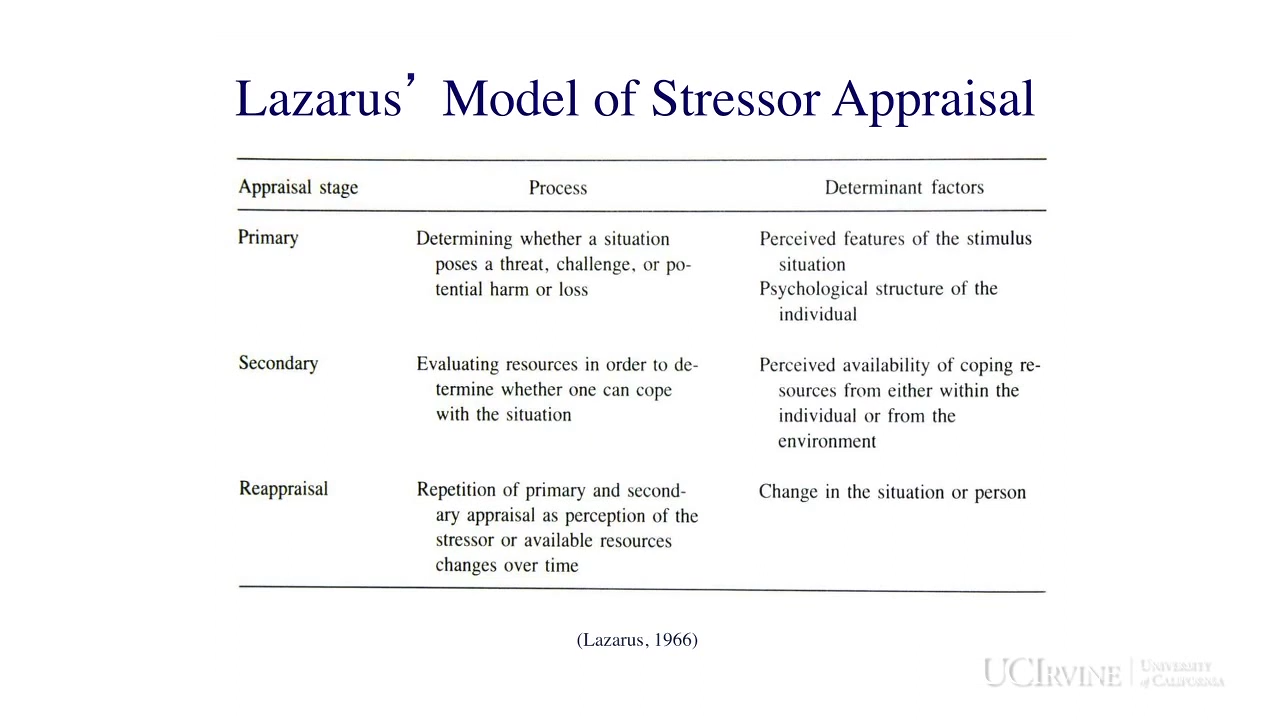 Lazarus’ Model of Stressor Appraisal
Appraisal stage Process Determinant factors
Primary Determining whether a situation Perceived features of the stimulus
poses a threat, challenge, or po- situation
tential harm or loss Psychological structure of the
individual
Secondary Evaluating resources in order to de- Perceived availability of coping re-
termine whether one can cope sources from either within the
with the situation individual or from the
environment
Reappraisal Repetition of primary and second- Change in the situation or person
ary appraisal as perception of the
stressor or available resources
changes over time
(Lazarus, 1966)
UCIRVINE UNIVERSITY
of CALIFORNIA